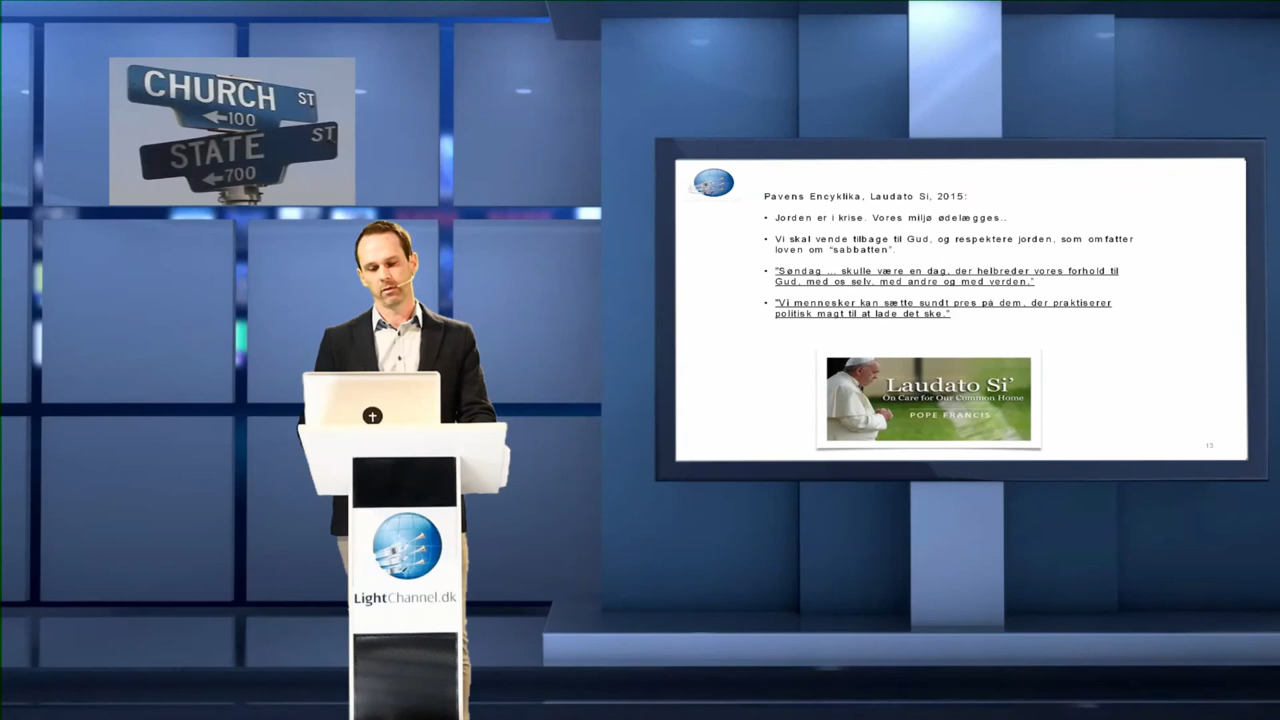 CHURCH ST
←100
STATE ST
←700
Pavens Encyklika, Laudato Si, 2015:
• Jorden er i krise. Vores miljø ødelægges..
• Vi skal vende tilbage til Gud, og respektere jorden, som omfatter
loven om "sabbatten".
• "Søndag ... skulle være en dag, der helbreder vores forhold til
Gud, med os selv, med andre og med verden."
• "Vi mennesker kan sætte sundt pres på dem, der praktiserer
politisk magt til at lade det ske."
Laudato Si'
On Care for Our Common Home
POPE FRANCIS
13
LightChannel.dk